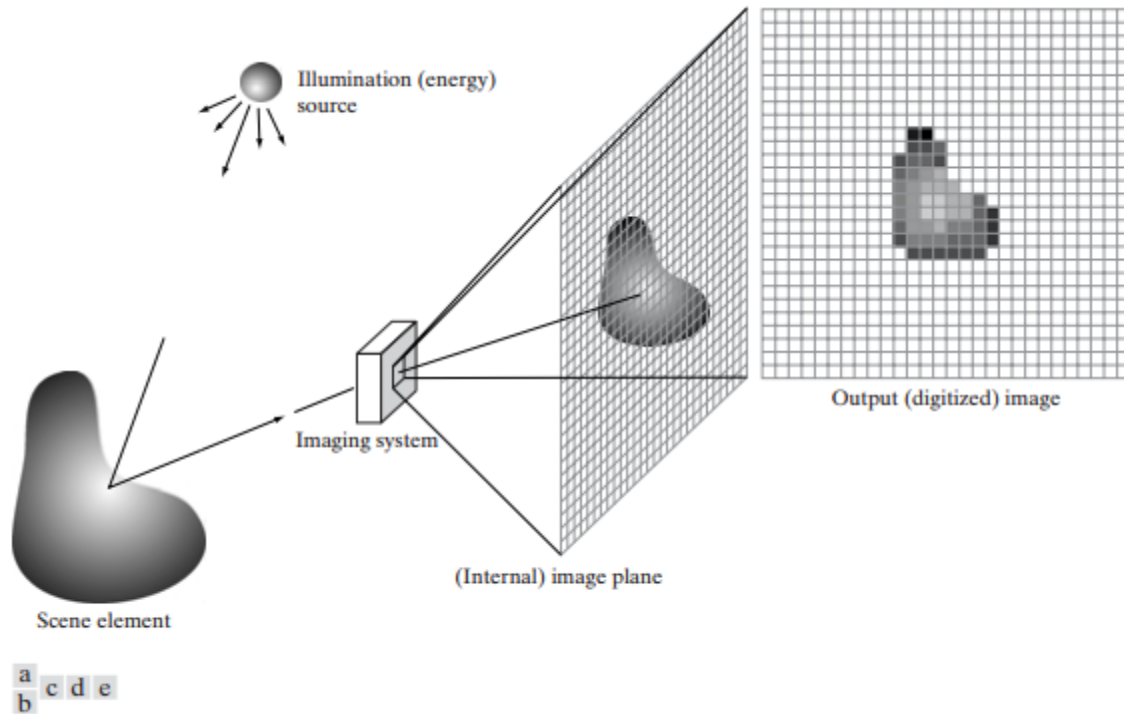 Illumination (energy)
source
Output (digitized) image
Imaging system
(Internal) image plane
Scene element
a
b
c d e